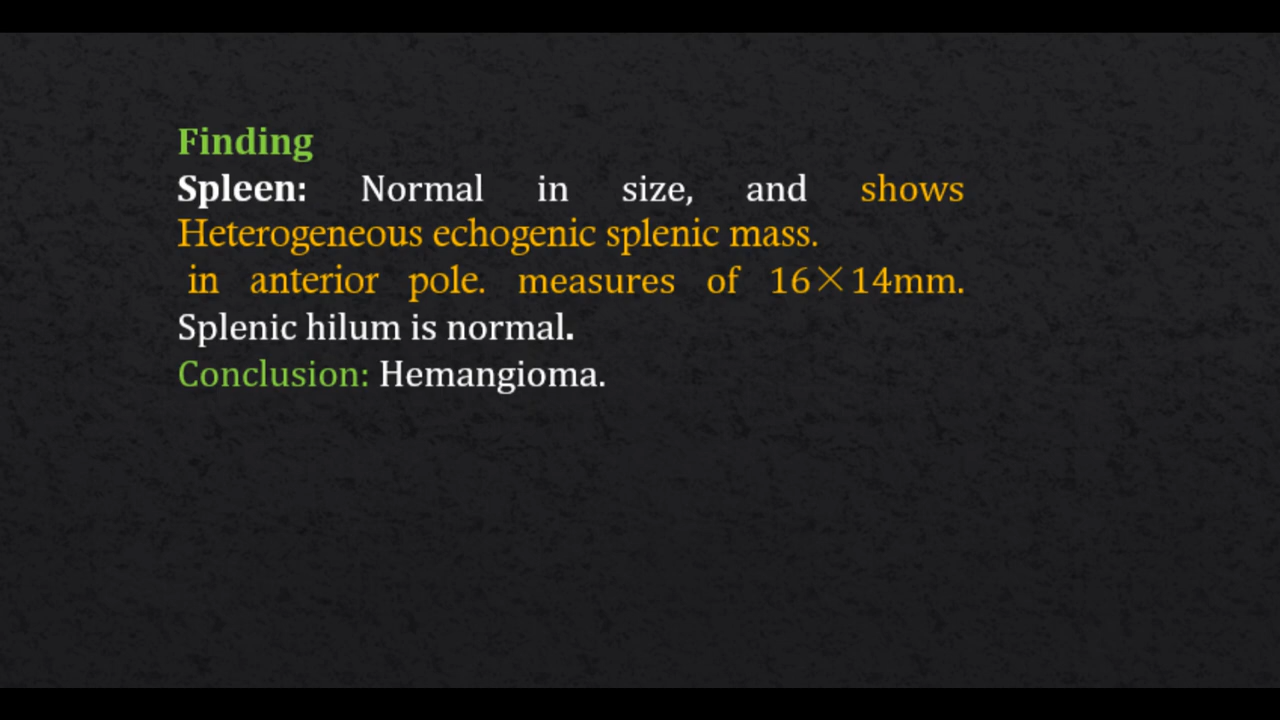 Finding
Spleen: Normal in size, and shows
Heterogeneous echogenic splenic mass.
in anterior pole. measures of 16×14mm.
Splenic hilum is normal.
Conclusion: Hemangioma.